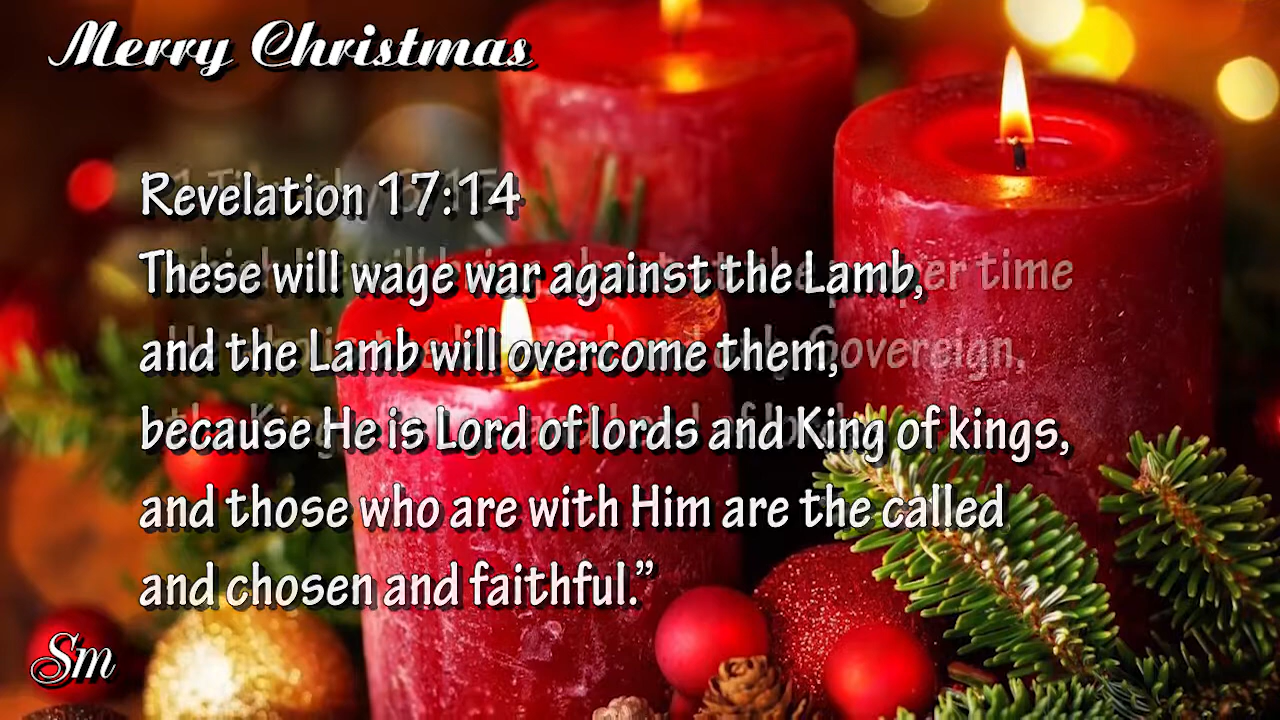 Merry Christmas
Revelation 17:14
These will wage war against the Lamb,
and the Lamb will overcome them,
because He is Lord of lords and King of kings,
and those who are with Him are the called
and chosen and faithful.”
Sm